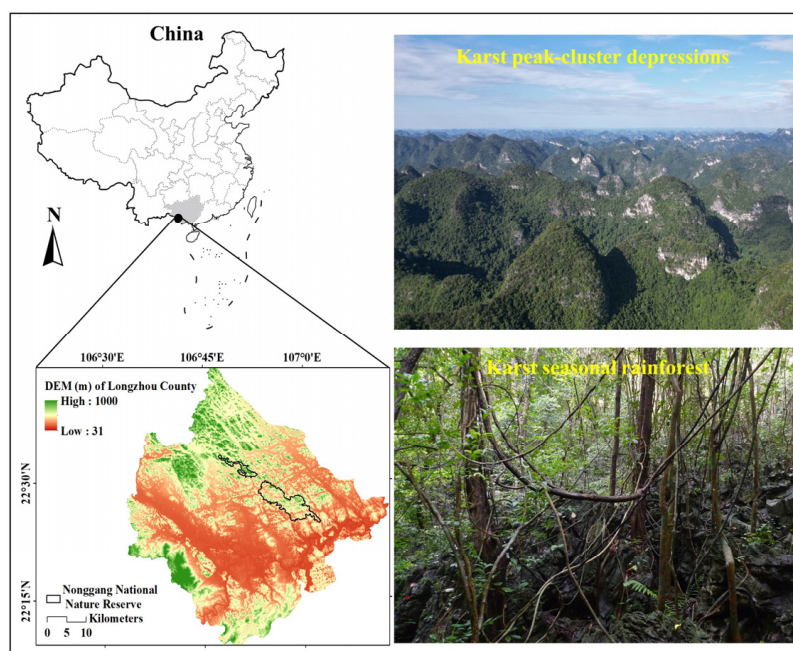 China
N
Karst peak-cluster depressions
106°30'E
106°45'E
107°0'E
DEM (m) of Longzhou County
High : 1000
Low : 31
22°30'N
22°15'N
Nonggang National
Nature Reserve
Kilometers
0 5 10
Karst seasonal rainforest